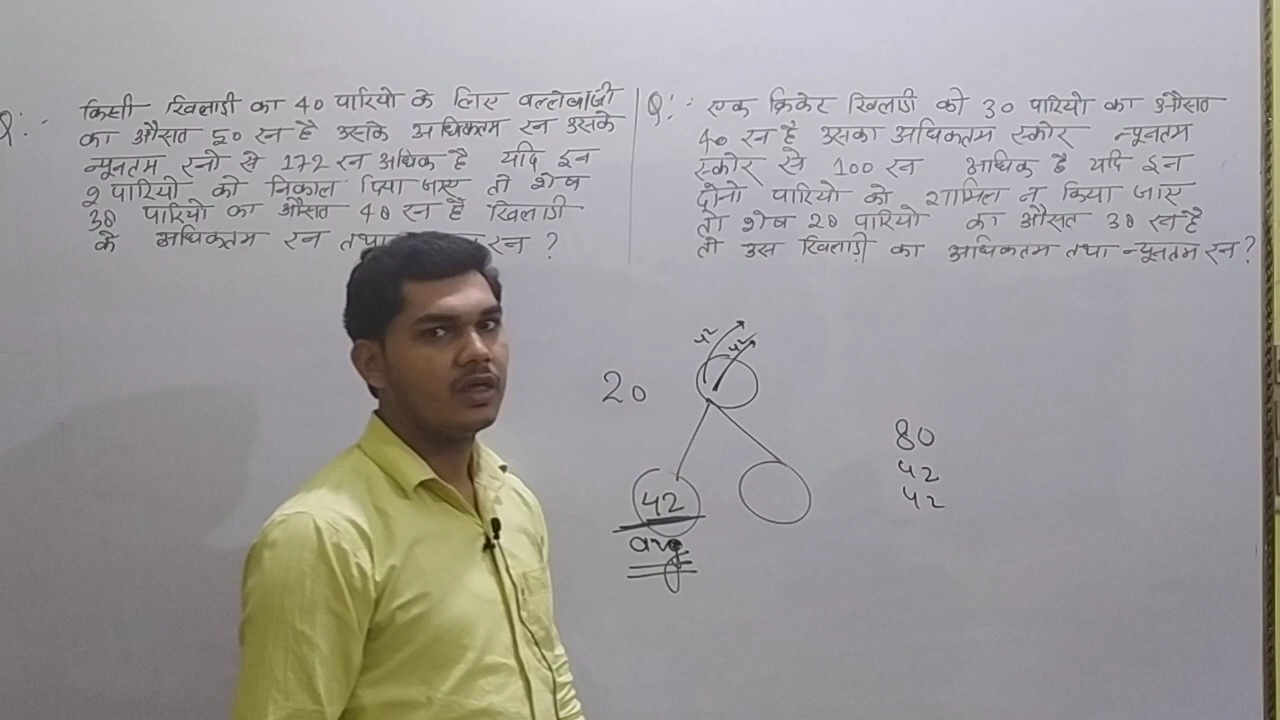 Q:- किसी खिलाड़ी का 40 पारियो के लिए बल्लेबाजी
का औसत 50 रन है उसके अधिकतम रन उसके
न्यूनतम रनो से 172 रन अधिक है यदि इन
2 पारियो को निकाल दिया जाए तो शेष
38 पारियो का औसत 48 रन है खिलाडी
के अधिकतम रन तथा रन ?
Q:- एक क्रिकेट खिलाडी की 30 पारियो का औसत
40 रन है उसका अधिकतम स्कोर न्यूनतम
स्कोर से 100 रन अधिक है यदि इन
दोनो पारियो को शामिल न किया जाए
तो शेष 28 पारियो का औसत 38 रन है
तो उस खिलाड़ी का अधिकतम तथा न्यूनतम रन ?
20
42
avg
80
42
42